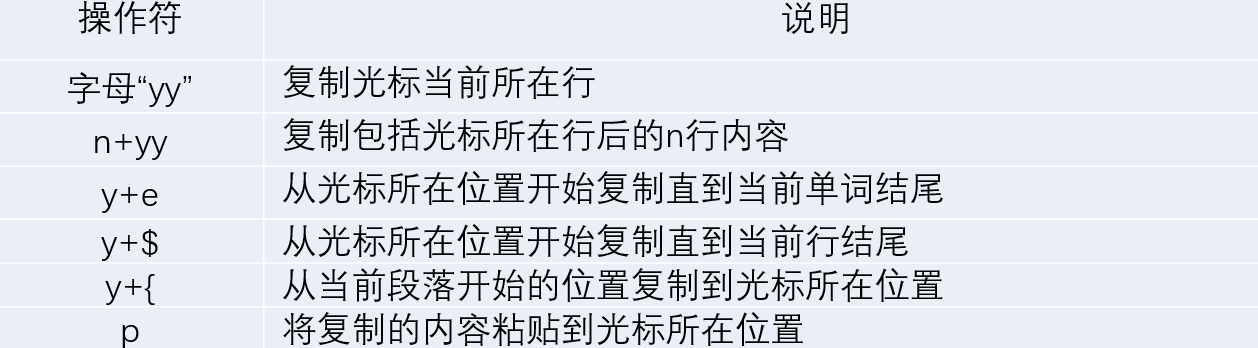 操作符 说明
字母“yy” 复制光标当前所在行
n+yy 复制包括光标所在行后的n行内容
y+e 从光标所在位置开始复制直到当前单词结尾
y+$ 从光标所在位置开始复制直到当前行结尾
y+{ 从当前段落开始的位置复制到光标所在位置
p 将复制的内容粘贴到光标所在位置